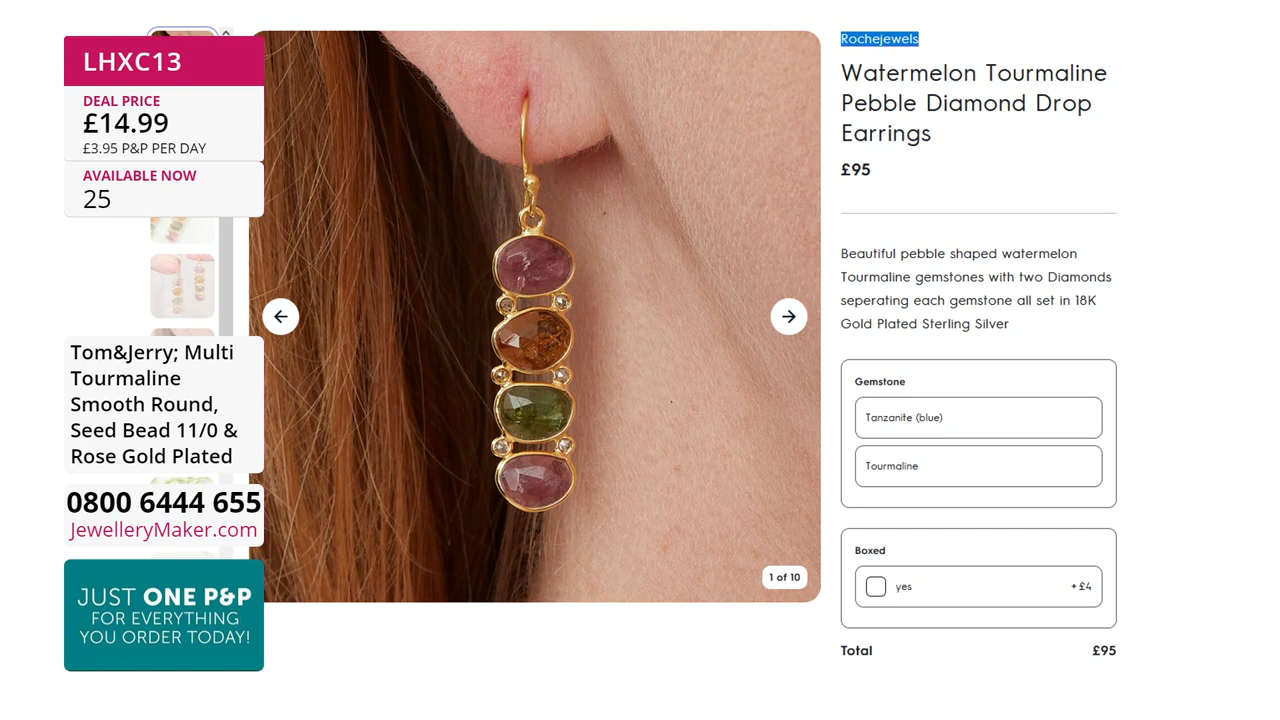 LHXC13
DEAL PRICE
£14.99
£3.95 P&P PER DAY
AVAILABLE NOW
25
Tom&Jerry; Multi
Tourmaline
Smooth Round,
Seed Bead 11/0 &
Rose Gold Plated
0800 6444 655
JewelleryMaker.com
JUST ONE P&P
FOR EVERYTHING
YOU ORDER TODAY!
1 of 10
Rochejewels
Watermelon Tourmaline
Pebble Diamond Drop
Earrings
£95
Beautiful pebble shaped watermelon
Tourmaline gemstones with two Diamonds
seperating each gemstone all set in 18K
Gold Plated Sterling Silver
Gemstone
Tanzanite (blue)
Tourmaline
Boxed
yes +£4
Total £95